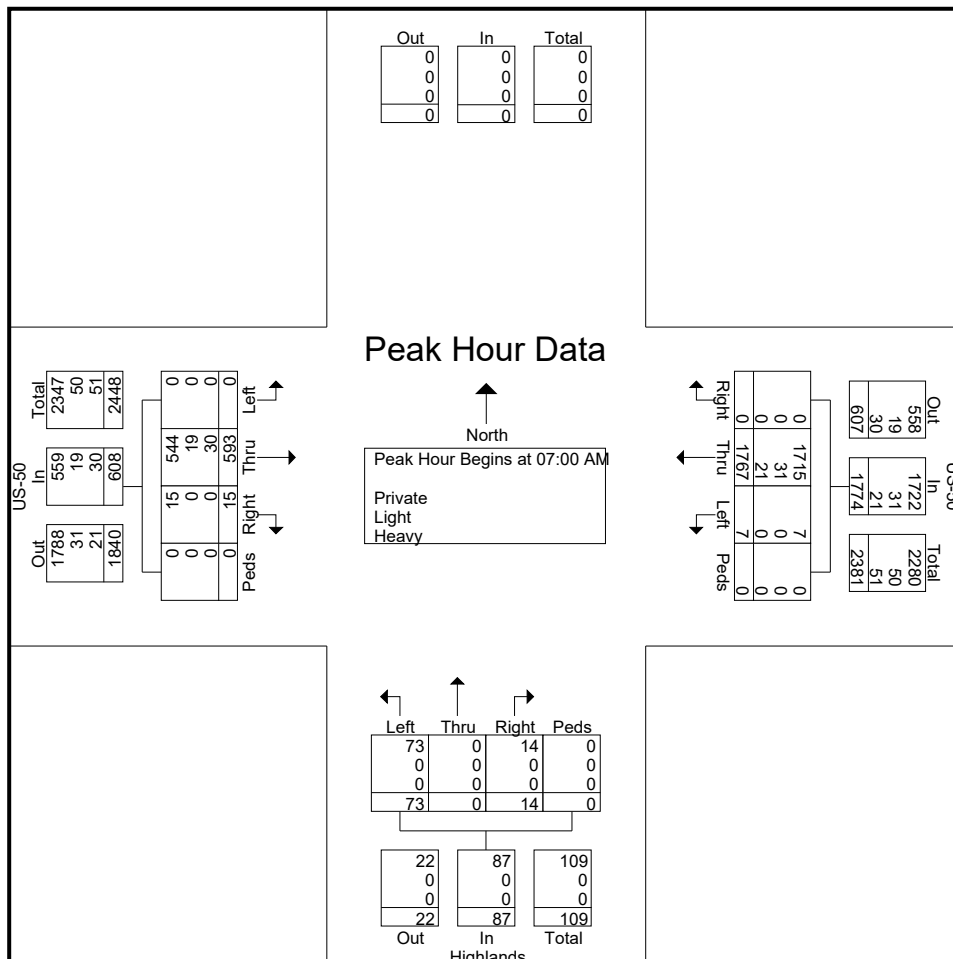 Out In Total
0 0 0
0 0 0
0 0 0
0 0 0
Peak Hour Data
North
Peak Hour Begins at 07:00 AM
Private
Light
Heavy
US-50
Out In Total
1788 559 2347
31 19 50
21 30 51
1840 608 2448
Left Thru Right Peds
0 544 15 0
0 19 0 0
0 30 0 0
0 593 15 0
Right Thru Left Peds
0 1715 7 0
0 31 0 0
0 21 0 0
0 1767 7 0
US-50
Out In Total
558 1722 2280
19 31 50
30 21 51
607 1774 2381
Left Thru Right Peds
73 0 14 0
0 0 0 0
0 0 0 0
73 0 14 0
22 87 109
0 0 0
0 0 0
22 87 109
Out In Total
Highlands